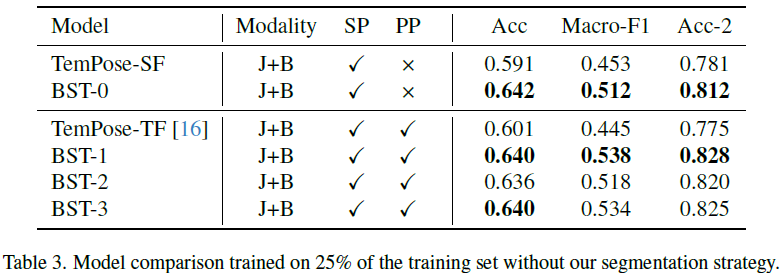 Model Modality SP PP Acc Macro-F1 Acc-2
TemPose-SF J+B ✓ × 0.591 0.453 0.781
BST-0 J+B ✓ × 0.642 0.512 0.812
TemPose-TF [16] J+B ✓ ✓ 0.601 0.445 0.775
BST-1 J+B ✓ ✓ 0.640 0.538 0.828
BST-2 J+B ✓ ✓ 0.636 0.518 0.820
BST-3 J+B ✓ ✓ 0.640 0.534 0.825
Table 3. Model comparison trained on 25% of the training set without our segmentation strategy.